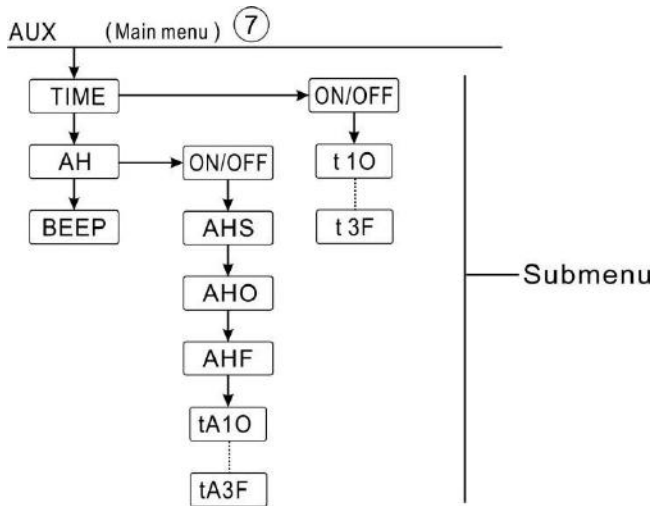 AUX (Main menu) 7
TIME ON/OFF
AH ON/OFF t 1O
BEEP AHS t 3F
AHO Submenu
AHF
tA1O
tA3F